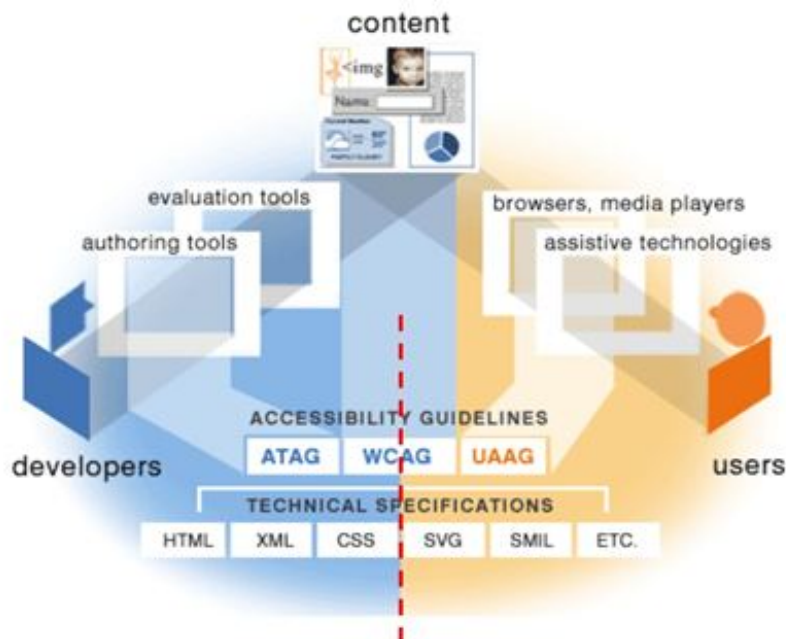 content
<img
Name:
evaluation tools
authoring tools
browsers, media players
assistive technologies
developers
users
ACCESSIBILITY GUIDELINES
ATAG WCAG UAAG
TECHNICAL SPECIFICATIONS
HTML XML CSS SVG SMIL ETC.